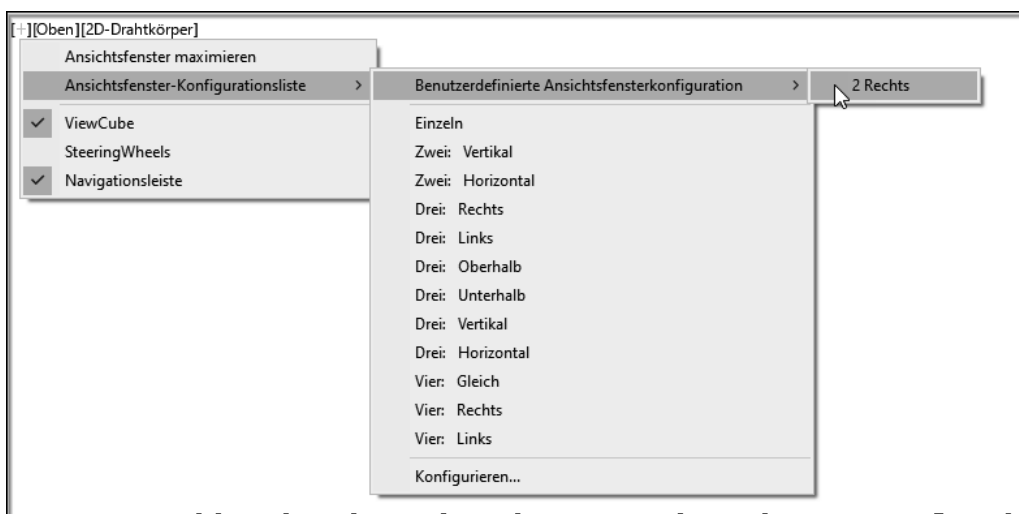 [+][Oben][2D-Drahtkörper]
Ansichtsfenster maximieren
Ansichtsfenster-Konfigurationsliste >
ViewCube
SteeringWheels
Navigationsleiste
Benutzerdefinierte Ansichtsfensterkonfiguration >
Einzeln
Zwei: Vertikal
Zwei: Horizontal
Drei: Rechts
Drei: Links
Drei: Oberhalb
Drei: Unterhalb
Drei: Vertikal
Drei: Horizontal
Vier: Gleich
Vier: Rechts
Vier: Links
Konfigurieren...
2 Rechts